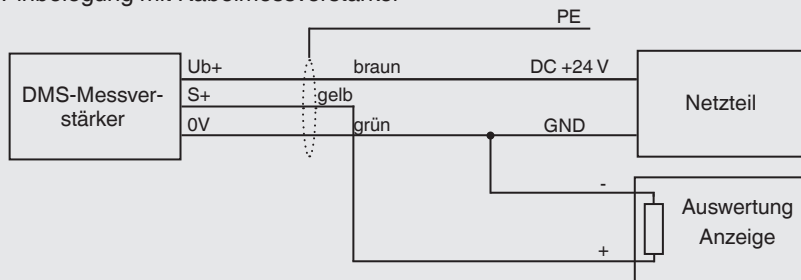 PE
Ub+ braun DC +24 V
DMS-Messver-
stärker
S+ gelb
Netzteil
0V grün GND
-
Auswertung
Anzeige
+